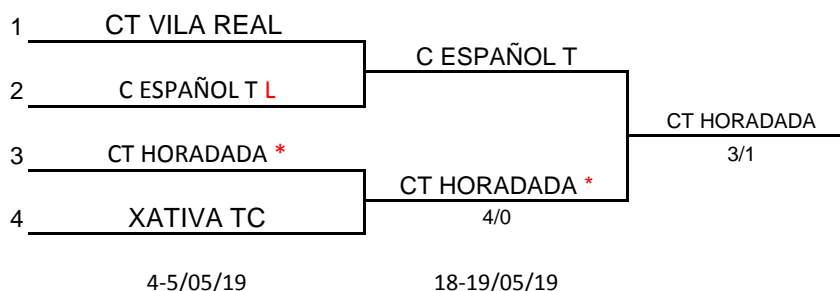 1 CT VILA REAL
C ESPAÑOL T
2 C ESPAÑOL T L
CT HORADADA
3/1
3 CT HORADADA *
CT HORADADA *
4/0
4 XATIVA TC
4-5/05/19 18-19/05/19